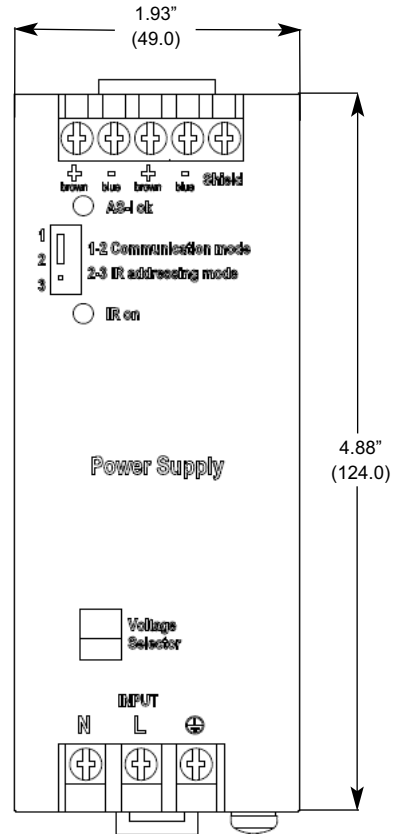 1.93”
(49.0)
+ - + - Shield
brown blue brown blue
AS-I ok
1
2
3
1-2 Communication mode
2-3 IR addressing mode
IR on
4.88”
(124.0)
Power Supply
Voltage
Selector
INPUT
N L ⏚